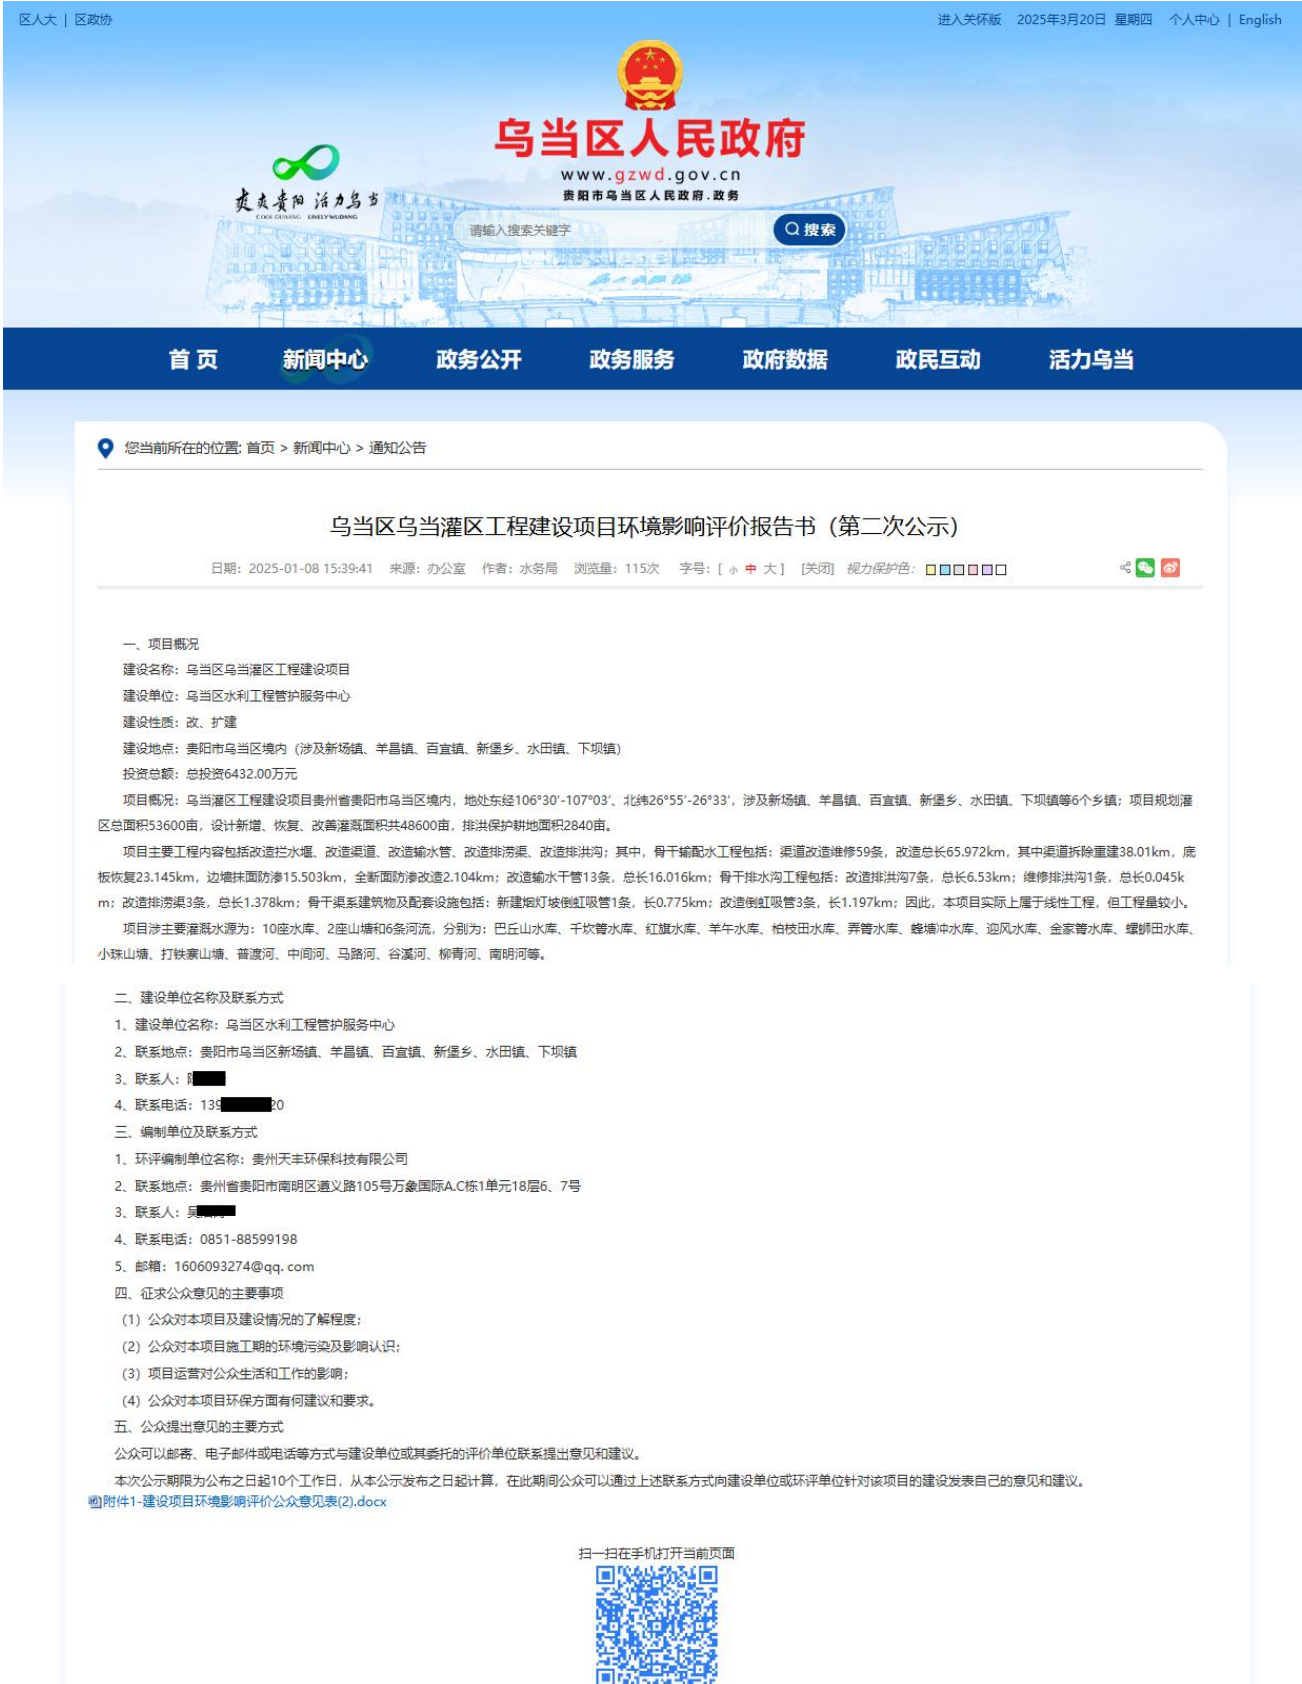 区人大 | 区政协
进入关怀版 2025年3月20日 星期四 个人中心 | English
乌当区人民政府
www.gzwd.gov.cn
贵阳市乌当区人民政府.政务
爽爽贵阳 活力乌当
COOL GUIYANG LIVELY WUDANG
请输入搜索关键字
搜索
首页 新闻中心 政务公开 政务服务 政府数据 政民互动 活力乌当
您当前所在的位置: 首页 > 新闻中心 > 通知公告
乌当区乌当灌区工程建设项目环境影响评价报告书（第二次公示）
日期：2025-01-08 15:39:41 来源：办公室 作者：水务局 浏览量：115次 字号：[ 小 中 大 ] [关闭] 视力保护色：
一、项目概况
建设名称：乌当区乌当灌区工程建设项目
建设单位：乌当区水利工程管护服务中心
建设性质：改、扩建
建设地点：贵阳市乌当区境内（涉及新场镇、羊昌镇、百宜镇、新堡乡、水田镇、下坝镇）
投资总额：总投资6432.00万元
项目概况：乌当灌区工程建设项目贵州省贵阳市乌当区境内，地处东经106°30′-107°03′、北纬26°55′-26°33′，涉及新场镇、羊昌镇、百宜镇、新堡乡、水田镇、下坝镇等6个乡镇；项目规划灌
区总面积53600亩，设计新增、恢复、改善灌溉面积共48600亩，排洪保护耕地面积2840亩。
项目主要工程内容包括改造拦水堰、改造渠道、改造输水管、改造排涝渠、改造排洪沟；其中，骨干输配水工程包括：渠道改造维修59条，改造总长65.972km，其中渠道拆除重建38.01km，底
板恢复23.145km，边墙抹面防渗15.503km，全断面防渗改造2.104km；改造输水干管13条，总长16.016km；骨干排水沟工程包括：改造排洪沟7条，总长6.53km；维修排洪沟1条，总长0.045k
m；改造排涝渠3条，总长1.378km；骨干渠系建筑物及配套设施包括：新建烟灯坡倒虹吸管1条，长0.775km；改造倒虹吸管3条，长1.197km；因此，本项目实际上属于线性工程，但工程量较小。
项目涉主要灌溉水源为：10座水库、2座山塘和6条河流，分别为：巴丘山水库、千坎箐水库、红旗水库、羊午水库、柏枝田水库、弄箐水库、蜂塘冲水库、迎风水库、金家箐水库、螺蛳田水库、
小珠山塘、打铁寨山塘、普渡河、中间河、马路河、谷溪河、柳青河、南明河等。
二、建设单位名称及联系方式
1、建设单位名称：乌当区水利工程管护服务中心
2、联系地点：贵阳市乌当区新场镇、羊昌镇、百宜镇、新堡乡、水田镇、下坝镇
3、联系人：
4、联系电话：139 20
三、编制单位及联系方式
1、环评编制单位名称：贵州天丰环保科技有限公司
2、联系地点：贵州省贵阳市南明区遵义路105号万象国际A.C栋1单元18层6、7号
3、联系人：吴
4、联系电话：0851-88599198
5、邮箱：1606093274@qq.com
四、征求公众意见的主要事项
（1）公众对本项目及建设情况的了解程度；
（2）公众对本项目施工期的环境污染及影响认识；
（3）项目运营对公众生活和工作的影响；
（4）公众对本项目环保方面有何建议和要求。
五、公众提出意见的主要方式
公众可以邮寄、电子邮件或电话等方式与建设单位或其委托的评价单位联系提出意见和建议。
本次公示期限为公布之日起10个工作日，从本公示发布之日起计算，在此期间公众可以通过上述联系方式向建设单位或环评单位针对该项目的建设发表自己的意见和建议。
附件1-建设项目环境影响评价公众意见表(2).docx
扫一扫在手机打开当前页面